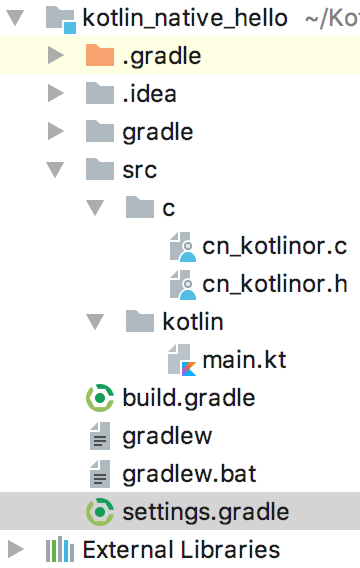 kotlin_native_hello ~/Ko
.gradle
.idea
gradle
src
c
cn_kotlinor.c
cn_kotlinor.h
kotlin
main.kt
build.gradle
gradlew
gradlew.bat
settings.gradle
External Libraries